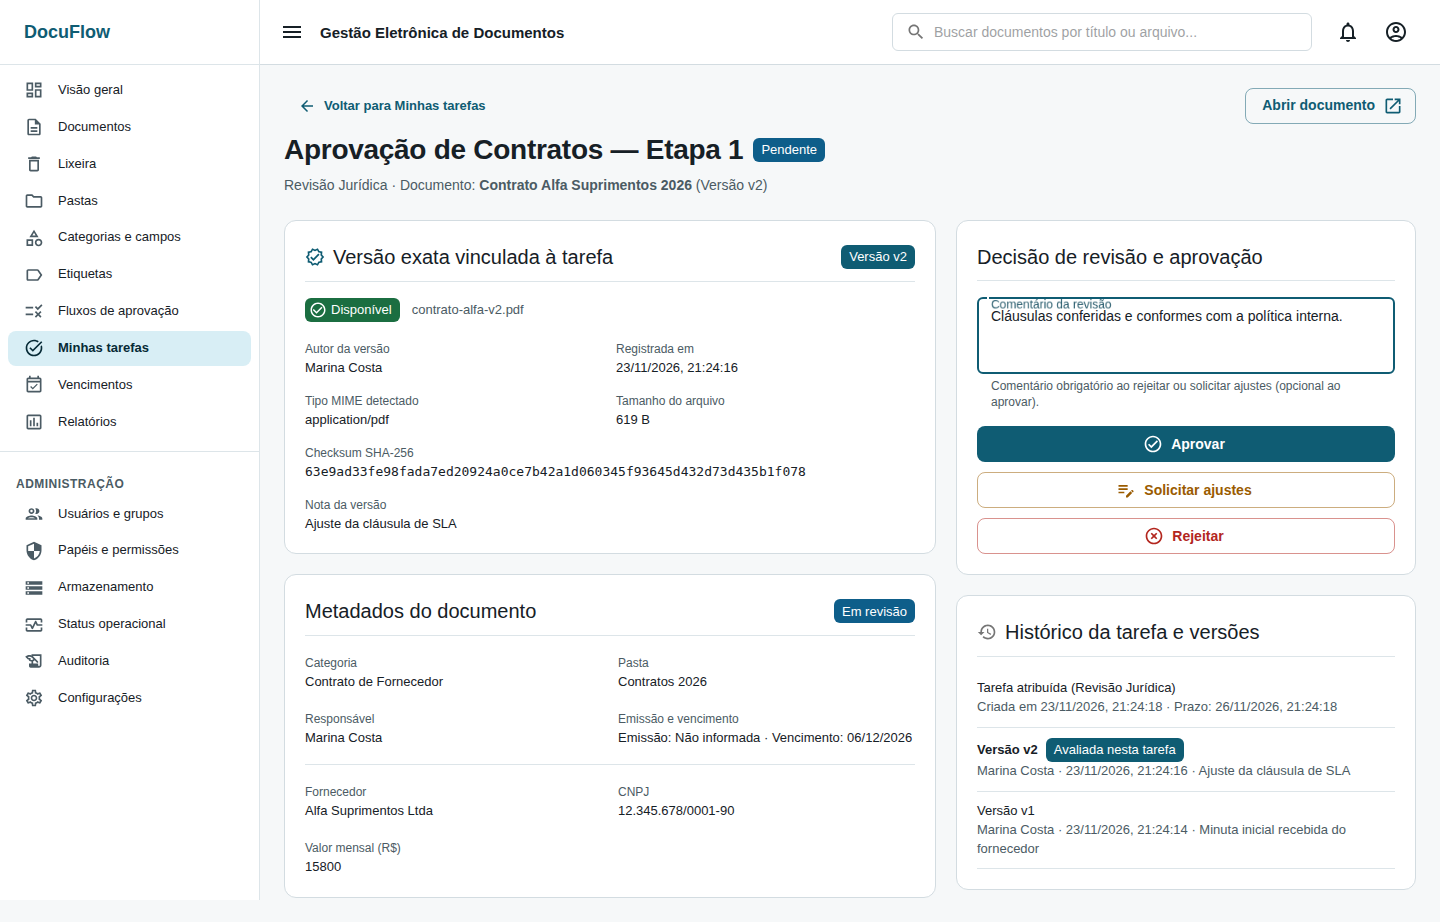 DocuFlow
Gestão Eletrônica de Documentos
Buscar documentos por título ou arquivo...
Visão geral
Documentos
Lixeira
Pastas
Categorias e campos
Etiquetas
Fluxos de aprovação
Minhas tarefas
Vencimentos
Relatórios
ADMINISTRAÇÃO
Usuários e grupos
Papéis e permissões
Armazenamento
Status operacional
Auditoria
Configurações
Voltar para Minhas tarefas
Abrir documento
Aprovação de Contratos — Etapa 1 Pendente
Revisão Jurídica · Documento: Contrato Alfa Suprimentos 2026 (Versão v2)
Versão exata vinculada à tarefa Versão v2
Disponível contrato-alfa-v2.pdf
Autor da versão
Marina Costa
Registrada em
23/11/2026, 21:24:16
Tipo MIME detectado
application/pdf
Tamanho do arquivo
619 B
Checksum SHA-256
63e9ad33fe98fada7ed20924a0ce7b42a1d060345f93645d432d73d435b1f078
Nota da versão
Ajuste da cláusula de SLA
Metadados do documento Em revisão
Categoria
Contrato de Fornecedor
Pasta
Contratos 2026
Responsável
Marina Costa
Emissão e vencimento
Emissão: Não informada · Vencimento: 06/12/2026
Fornecedor
Alfa Suprimentos Ltda
CNPJ
12.345.678/0001-90
Valor mensal (R$)
15800
Decisão de revisão e aprovação
Comentário da revisão
Cláusulas conferidas e conformes com a política interna.
Comentário obrigatório ao rejeitar ou solicitar ajustes (opcional ao
aprovar).
Aprovar
Solicitar ajustes
Rejeitar
Histórico da tarefa e versões
Tarefa atribuída (Revisão Jurídica)
Criada em 23/11/2026, 21:24:18 · Prazo: 26/11/2026, 21:24:18
Versão v2 Avaliada nesta tarefa
Marina Costa · 23/11/2026, 21:24:16 · Ajuste da cláusula de SLA
Versão v1
Marina Costa · 23/11/2026, 21:24:14 · Minuta inicial recebida do
fornecedor